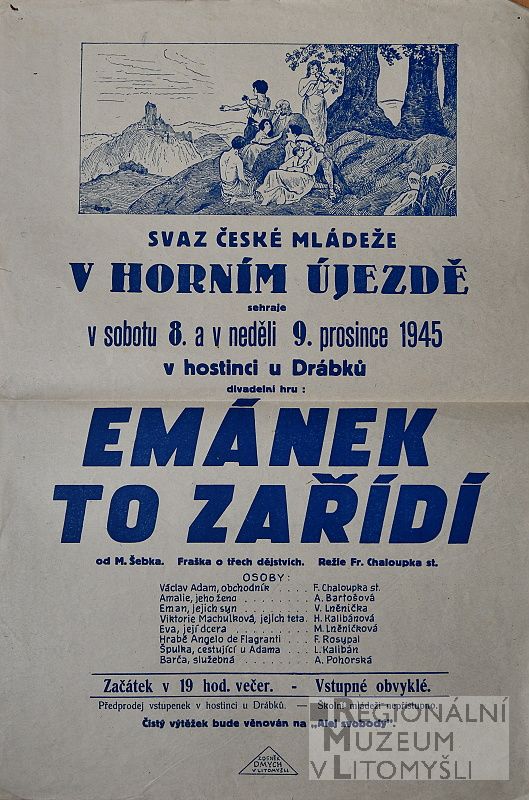 SVAZ ČESKÉ MLÁDEŽE
V HORNÍM ÚJEZDĚ
sehraje
v sobotu 8. a v neděli 9. prosince 1945
v hostinci u Drábků
divadelní hru :
EMÁNEK
TO ZAŘÍDÍ
od M. Šebka. Fraška o třech dějstvích. Režie Fr. Chaloupka st.
OSOBY:
Václav Adam, obchodník . . . . . F. Chaloupka st.
Amalie, jeho žena . . . . . . . . A. Bartošová
Eman, jejich syn . . . . . . . . V. Lněnička
Viktorie Machulková, jejich teta. H. Kalibánová
Eva, její dcera . . . . . . . . . M. Lněničková
Hrabě Angelo de Flagranti . . . . F. Rosypal
Špulka, cestující u Adama . . . . L. Kalibán
Barča, služebná . . . . . . . . . A. Pohorská
Začátek v 19 hod. večer. - Vstupné obvyklé.
Předprodej vstupenek v hostinci u Drábků. — Školní mládeži nepřístupno.
Čistý výtěžek bude věnován na „Alej svobody".
ZDENĚK
DMYCH
V LITOMYŠLI
REGIONÁLNÍ
MUZEUM
V LITOMYŠLI